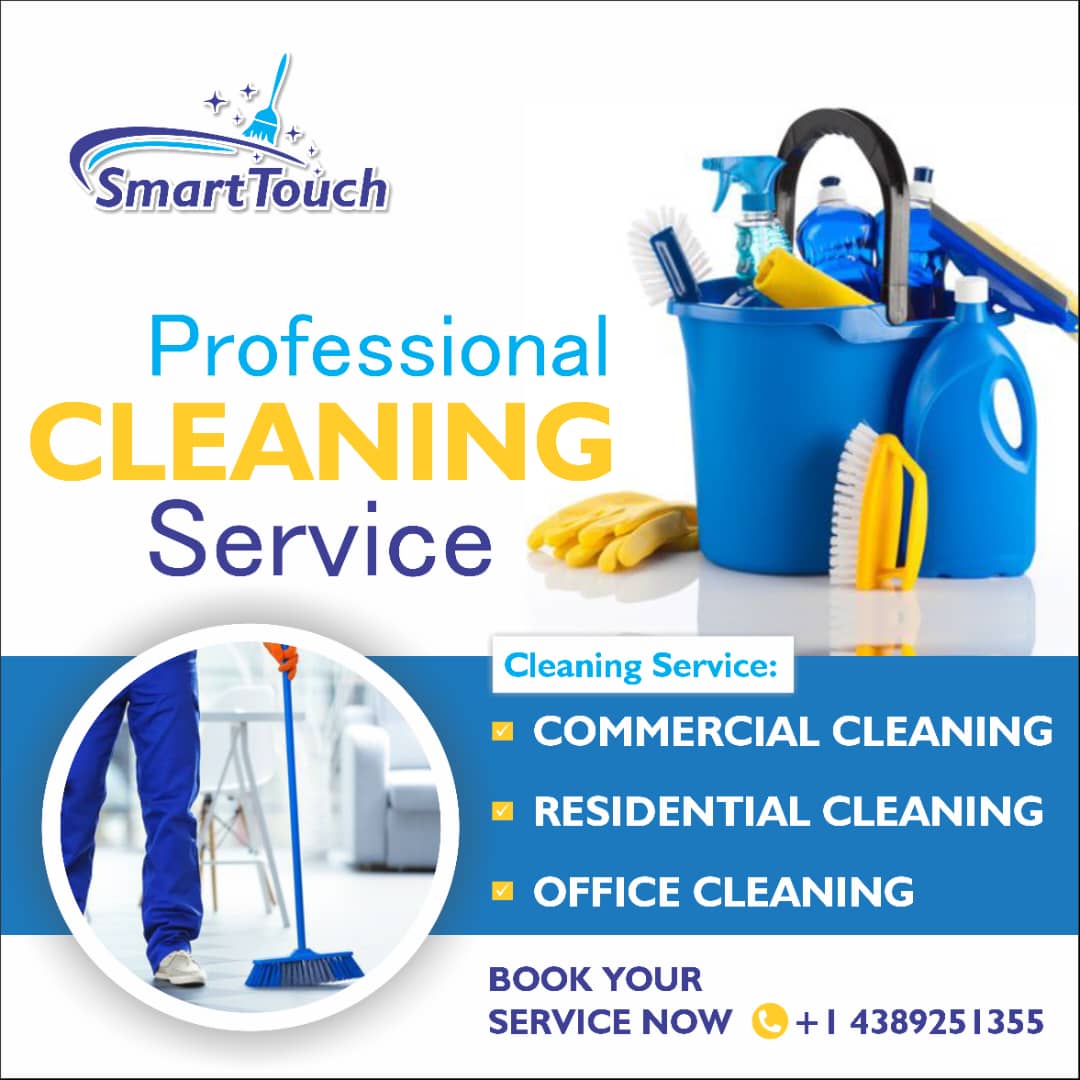 SmartTouch
Professional
CLEANING
Service
Cleaning Service:
COMMERCIAL CLEANING
RESIDENTIAL CLEANING
OFFICE CLEANING
BOOK YOUR
SERVICE NOW +1 4389251355